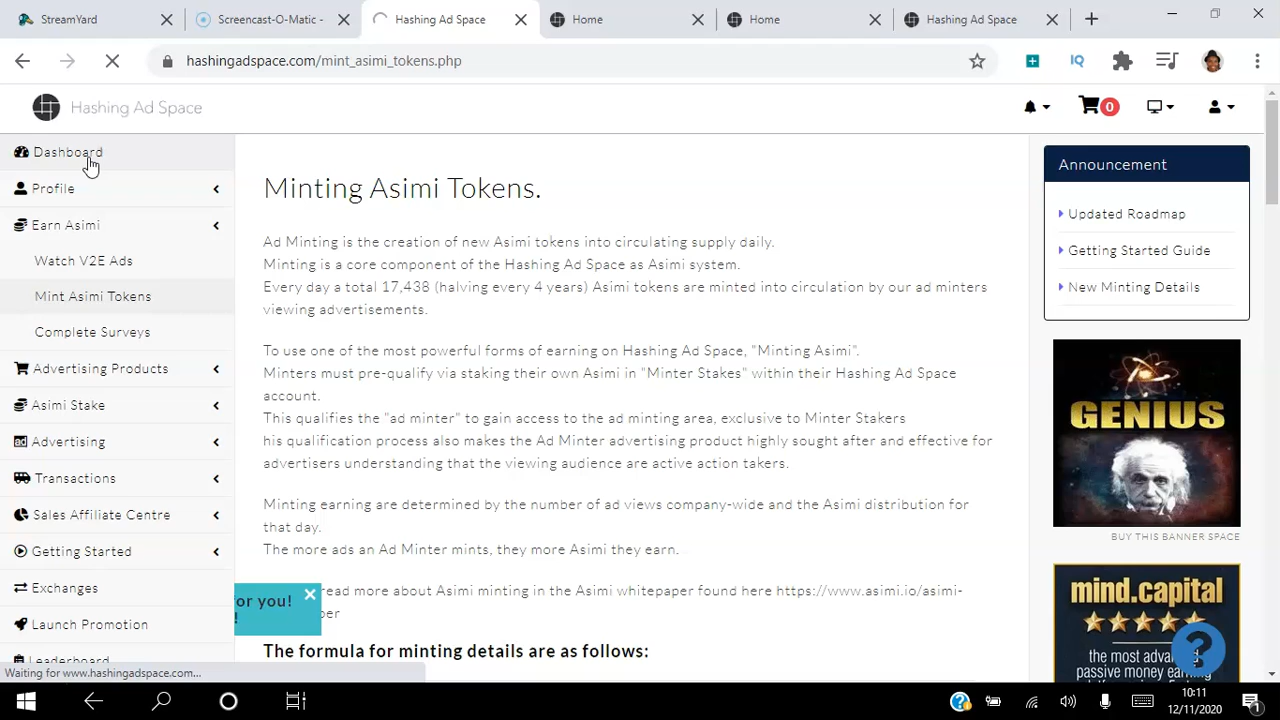 StreamYard
Screencast-O-Matic -
Hashing Ad Space
Home
Home
Hashing Ad Space
hashingadspace.com/mint_asimi_tokens.php
IQ
Hashing Ad Space
0
Dashboard
Profile
Earn Asimi
Watch V2E Ads
Mint Asimi Tokens
Complete Surveys
Advertising Products
Asimi Stake
Advertising
Transactions
Sales Affiliate Centre
Getting Started
Exchanges
Launch Promotion
Leaderboard
Waiting for www.hashingadspace.com...
Minting Asimi Tokens.
Ad Minting is the creation of new Asimi tokens into circulating supply daily.
Minting is a core component of the Hashing Ad Space as Asimi system.
Every day a total 17,438 (halving every 4 years) Asimi tokens are minted into circulation by our ad minters
viewing advertisements.
To use one of the most powerful forms of earning on Hashing Ad Space, "Minting Asimi".
Minters must pre-qualify via staking their own Asimi in "Minter Stakes" within their Hashing Ad Space
account.
This qualifies the "ad minter" to gain access to the ad minting area, exclusive to Minter Stakers
his qualification process also makes the Ad Minter advertising product highly sought after and effective for
advertisers understanding that the viewing audience are active action takers.
Minting earning are determined by the number of ad views company-wide and the Asimi distribution for
that day.
The more ads an Ad Minter mints, they more Asimi they earn.
read more about Asimi minting in the Asimi whitepaper found here https://www.asimi.io/asimi-
per
or you!
!
The formula for minting details are as follows:
Announcement
Updated Roadmap
Getting Started Guide
New Minting Details
GENIUS
BUY THIS BANNER SPACE
mind.capital
the most advan
passive money earning
?
10:11
12/11/2020
1